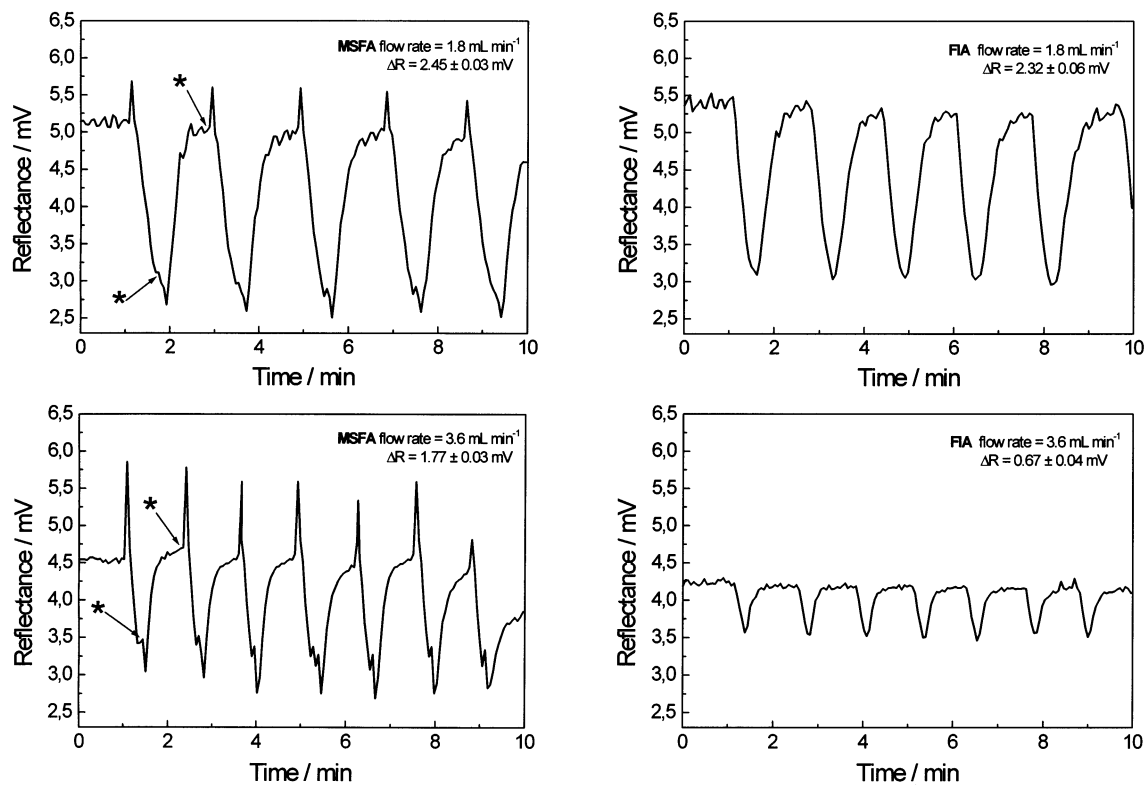 6,5
6,0
5,5
5,0
4,5
4,0
3,5
3,0
2,5
Reflectance / mV
MSFA flow rate = 1.8 mL min⁻¹
ΔR = 2.45 ± 0.03 mV
*
*
0 2 4 6 8 10
Time / min
6,5
6,0
5,5
5,0
4,5
4,0
3,5
3,0
2,5
Reflectance / mV
FIA flow rate = 1.8 mL min⁻¹
ΔR = 2.32 ± 0.06 mV
0 2 4 6 8 10
Time / min
6,5
6,0
5,5
5,0
4,5
4,0
3,5
3,0
2,5
Reflectance / mV
MSFA flow rate = 3.6 mL min⁻¹
ΔR = 1.77 ± 0.03 mV
*
*
0 2 4 6 8 10
Time / min
6,5
6,0
5,5
5,0
4,5
4,0
3,5
3,0
2,5
Reflectance / mV
FIA flow rate = 3.6 mL min⁻¹
ΔR = 0.67 ± 0.04 mV
0 2 4 6 8 10
Time / min